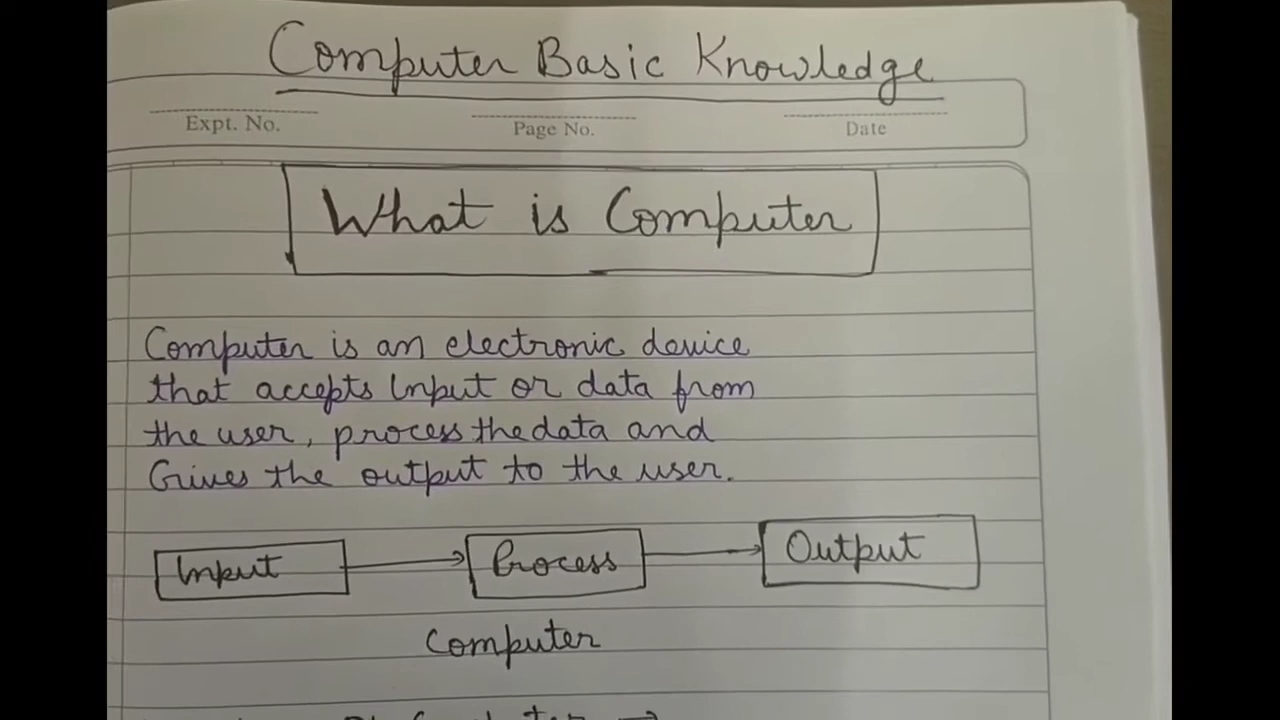 Computer Basic Knowledge
Expt. No. Page No. Date
What is Computer
Computer is an electronic device
that accepts Input or data from
the user, process the data and
Gives the output to the user.
Input Process Output
Computer